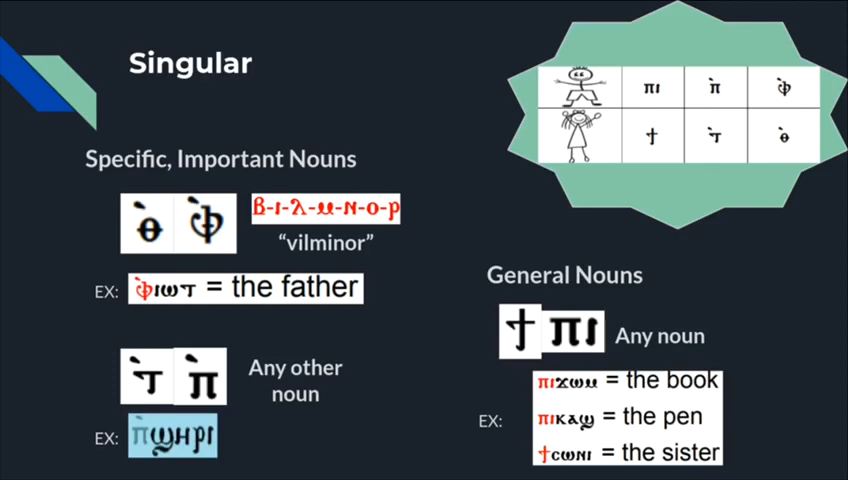 Singular
ⲡⲓ ⲡ̀ ⲫ̀
ϯ ⲧ̀ ⲑ̀
Specific, Important Nouns
ⲑ̀ ⲫ̀ ⲃ-ⲓ-ⲗ-ⲙ-ⲛ-ⲟ-ⲣ
“vilminor”
EX: ⲫ̀ⲓⲱⲧ = the father
ⲧ̀ ⲡ̀ Any other
noun
EX: ⲡ̀ϣⲏⲣⲓ
General Nouns
ϯ ⲡⲓ Any noun
EX:
ⲡⲓϫⲱⲙ = the book
ⲡⲓⲕⲁϣ = the pen
ϯⲥⲱⲛⲓ = the sister